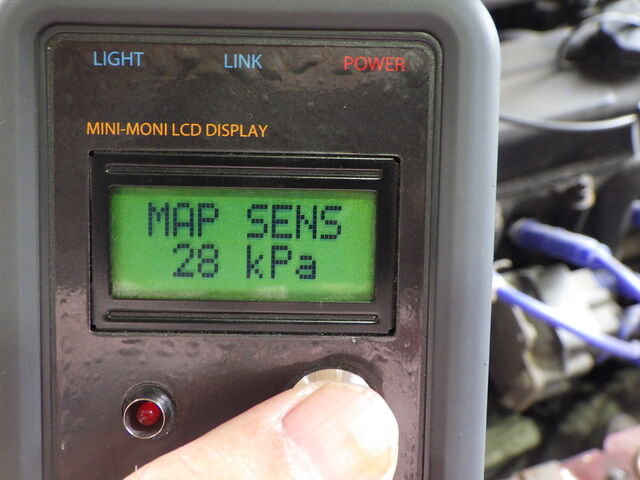 LIGHT LINK POWER
MINI-MONI LCD DISPLAY
MAP SENS
28 kPa